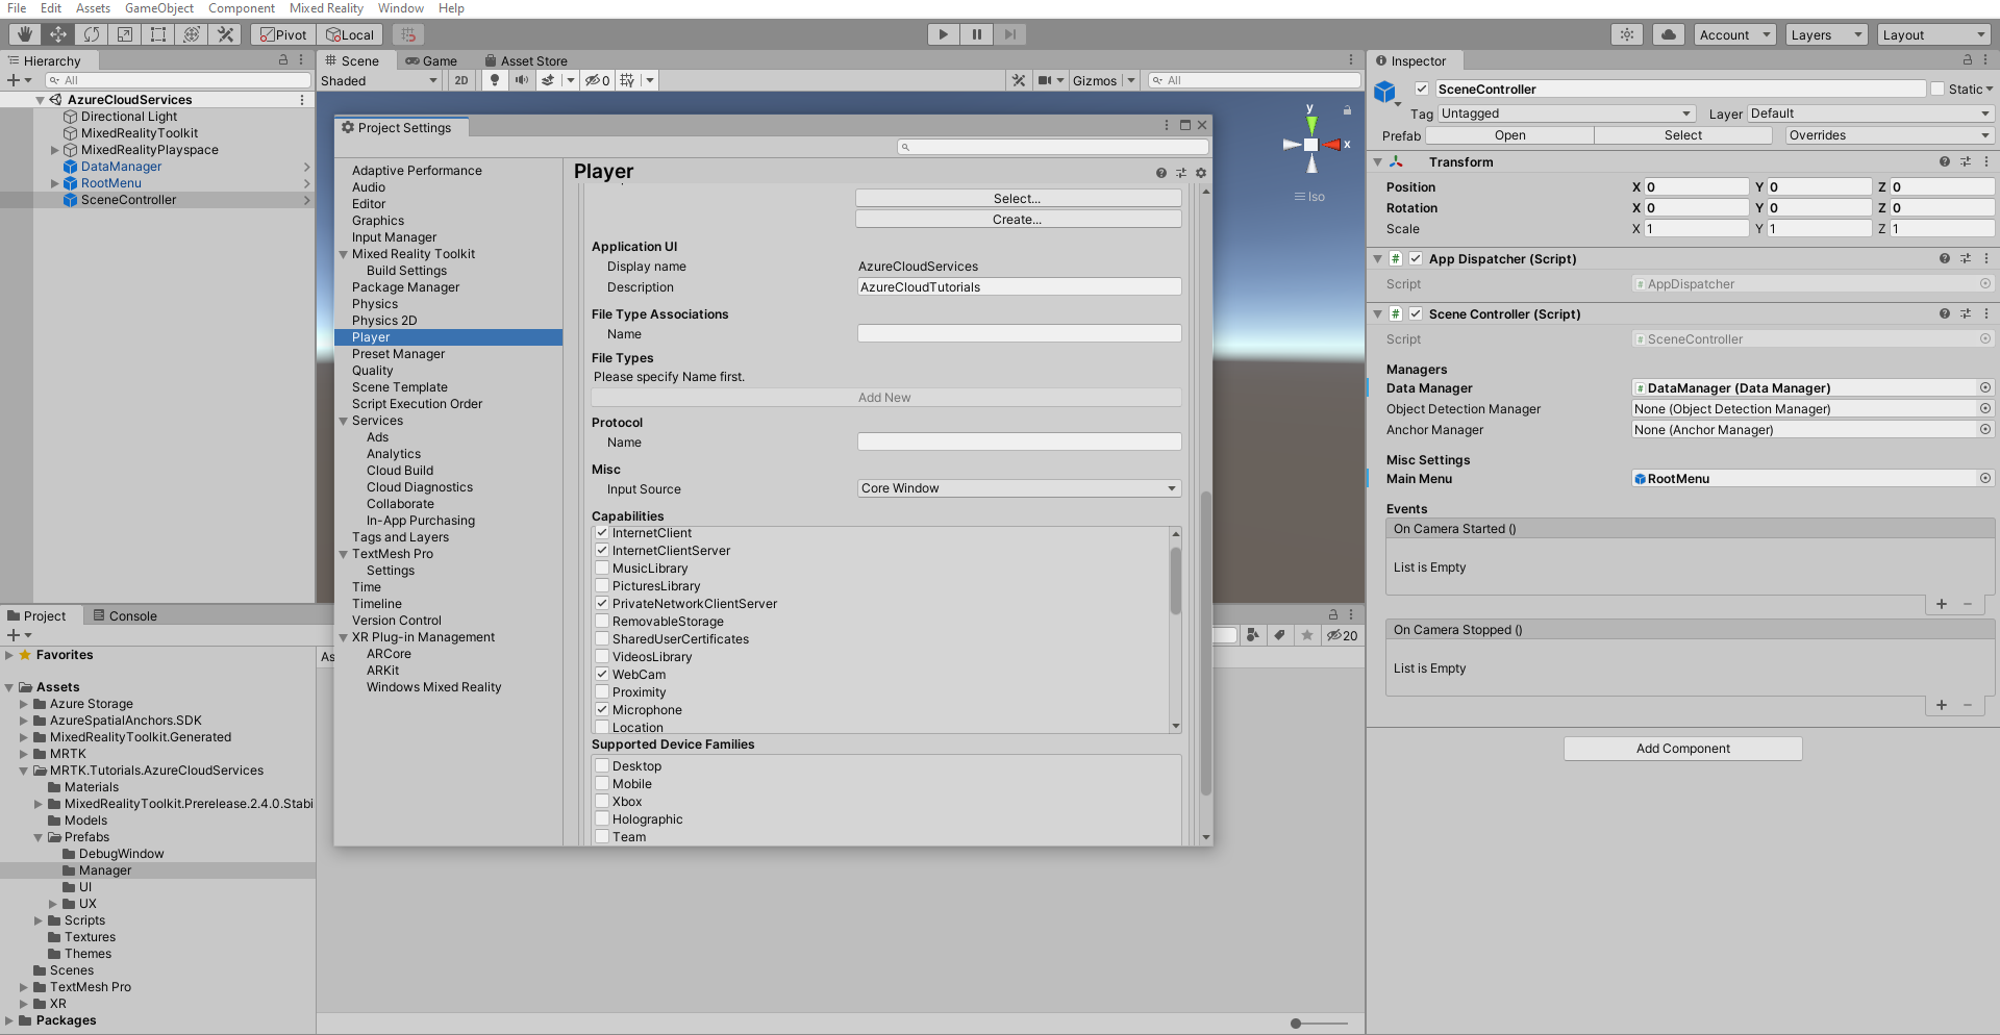 File Edit Assets GameObject Component Mixed Reality Window Help
Pivot Local Account Layers Layout
Hierarchy
All
AzureCloudServices
Directional Light
MixedRealityToolkit
MixedRealityPlayspace
DataManager
RootMenu
SceneController
Scene Game Asset Store
Shaded 2D 0 Gizmos All
y
x
Iso
Project Settings
Adaptive Performance
Audio
Editor
Graphics
Input Manager
Mixed Reality Toolkit
Build Settings
Package Manager
Physics
Physics 2D
Player
Preset Manager
Quality
Scene Template
Script Execution Order
Services
Ads
Analytics
Cloud Build
Cloud Diagnostics
Collaborate
In-App Purchasing
Tags and Layers
TextMesh Pro
Settings
Time
Timeline
Version Control
XR Plug-in Management
ARCore
ARKit
Windows Mixed Reality
Player
Select...
Create...
Application UI
Display name AzureCloudServices
Description AzureCloudTutorials
File Type Associations
Name
File Types
Please specify Name first.
Add New
Protocol
Name
Misc
Input Source Core Window
Capabilities
InternetClient
InternetClientServer
MusicLibrary
PicturesLibrary
PrivateNetworkClientServer
RemovableStorage
SharedUserCertificates
VideosLibrary
WebCam
Proximity
Microphone
Location
Supported Device Families
Desktop
Mobile
Xbox
Holographic
Team
Inspector
SceneController Static
Tag Untagged Layer Default
Prefab Open Select Overrides
Transform
Position X 0 Y 0 Z 0
Rotation X 0 Y 0 Z 0
Scale X 1 Y 1 Z 1
# App Dispatcher (Script)
Script # AppDispatcher
# Scene Controller (Script)
Script # SceneController
Managers
Data Manager # DataManager (Data Manager)
Object Detection Manager None (Object Detection Manager)
Anchor Manager None (Anchor Manager)
Misc Settings
Main Menu RootMenu
Events
On Camera Started ()
List is Empty
+ −
On Camera Stopped ()
List is Empty
+ −
Add Component
Project Console
20
As
Favorites
Assets
Azure Storage
AzureSpatialAnchors.SDK
MixedRealityToolkit.Generated
MRTK
MRTK.Tutorials.AzureCloudServices
Materials
MixedRealityToolkit.Prerelease.2.4.0.Stabi
Models
Prefabs
DebugWindow
Manager
UI
UX
Scripts
Textures
Themes
Scenes
TextMesh Pro
XR
Packages